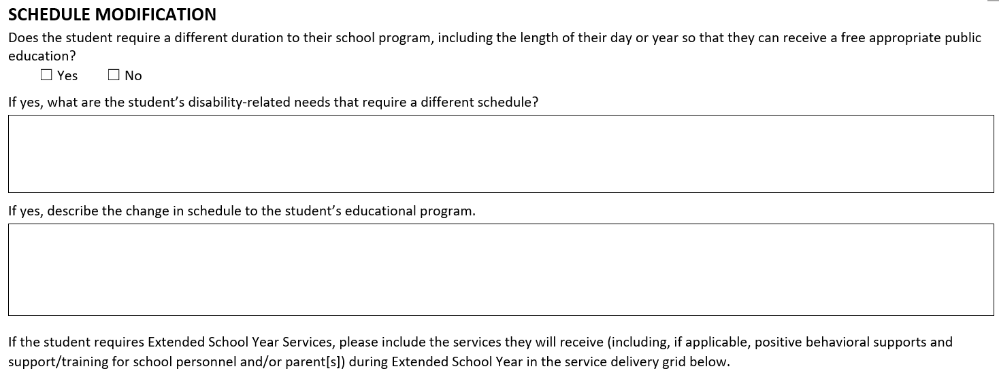 SCHEDULE MODIFICATION
Does the student require a different duration to their school program, including the length of their day or year so that they can receive a free appropriate public
education?
☐ Yes ☐ No
If yes, what are the student’s disability-related needs that require a different schedule?
If yes, describe the change in schedule to the student’s educational program.
If the student requires Extended School Year Services, please include the services they will receive (including, if applicable, positive behavioral supports and
support/training for school personnel and/or parent[s]) during Extended School Year in the service delivery grid below.